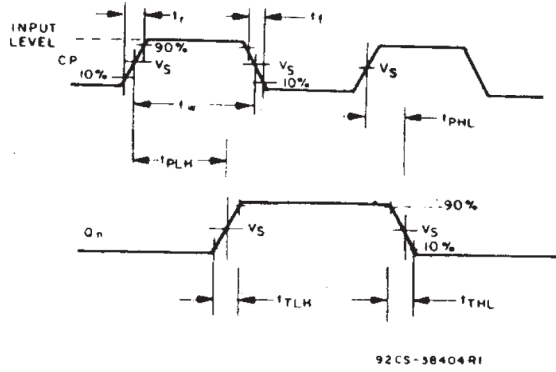 tr
tf
INPUT
LEVEL
90%
CP
VS
VS
VS
10%
10%
tw
tPHL
tPLH
90%
VS
VS
Qn
10%
tTLH
tTHL
92CS-38404R1